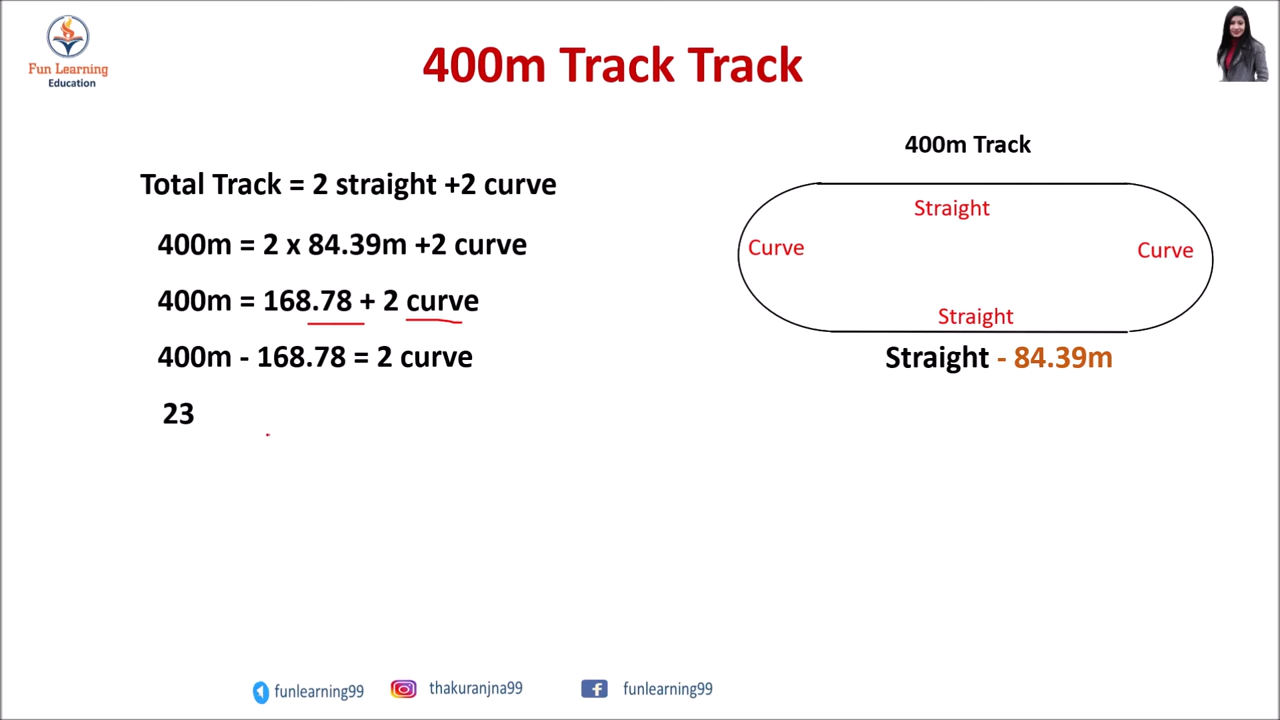 Fun Learning
Education
400m Track Track
400m Track
Total Track = 2 straight +2 curve
400m = 2 x 84.39m +2 curve
400m = 168.78 + 2 curve
400m - 168.78 = 2 curve
23
Straight
Curve
Curve
Straight
Straight - 84.39m
funlearning99
thakuranjna99
funlearning99